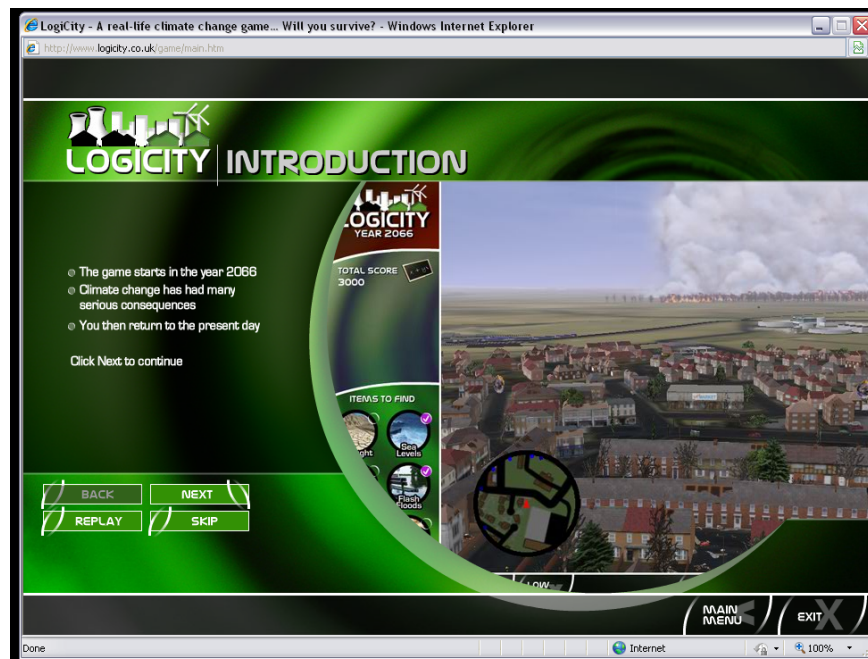 LogiCity - A real-life climate change game... Will you survive? - Windows Internet Explorer
http://www.logicity.co.uk/game/main.htm
LOGICITY
INTRODUCTION
The game starts in the year 2066
Climate change has had many
serious consequences
You then return to the present day
Click Next to continue
BACK
NEXT
REPLAY
SKIP
OGICITY
YEAR 2066
TOTAL SCORE
3000
ITEMS TO FIND
ght
Sea
Levels
Flash
Floods
LOW
MAIN
MENU
EXIT
Done
Internet
100%